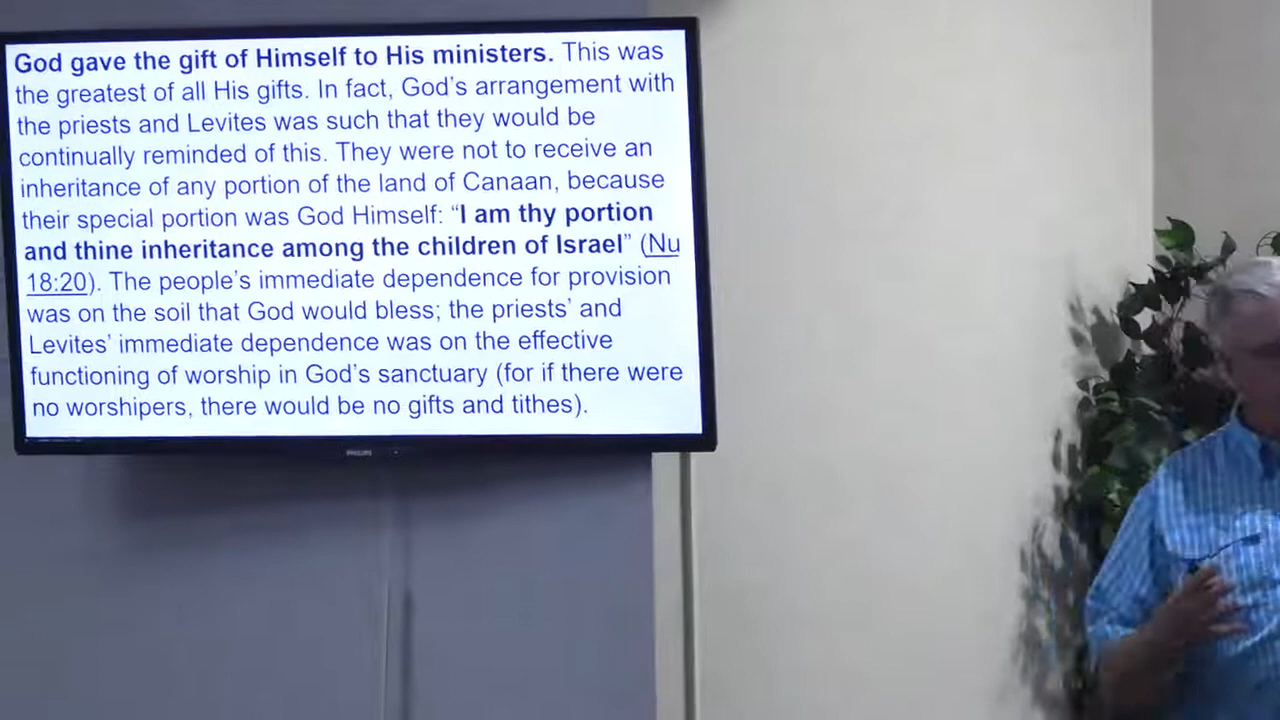 God gave the gift of Himself to His ministers. This was
the greatest of all His gifts. In fact, God's arrangement with
the priests and Levites was such that they would be
continually reminded of this. They were not to receive an
inheritance of any portion of the land of Canaan, because
their special portion was God Himself: “I am thy portion
and thine inheritance among the children of Israel” (Nu
18:20). The people's immediate dependence for provision
was on the soil that God would bless; the priests' and
Levites' immediate dependence was on the effective
functioning of worship in God's sanctuary (for if there were
no worshipers, there would be no gifts and tithes).
PHILIPS